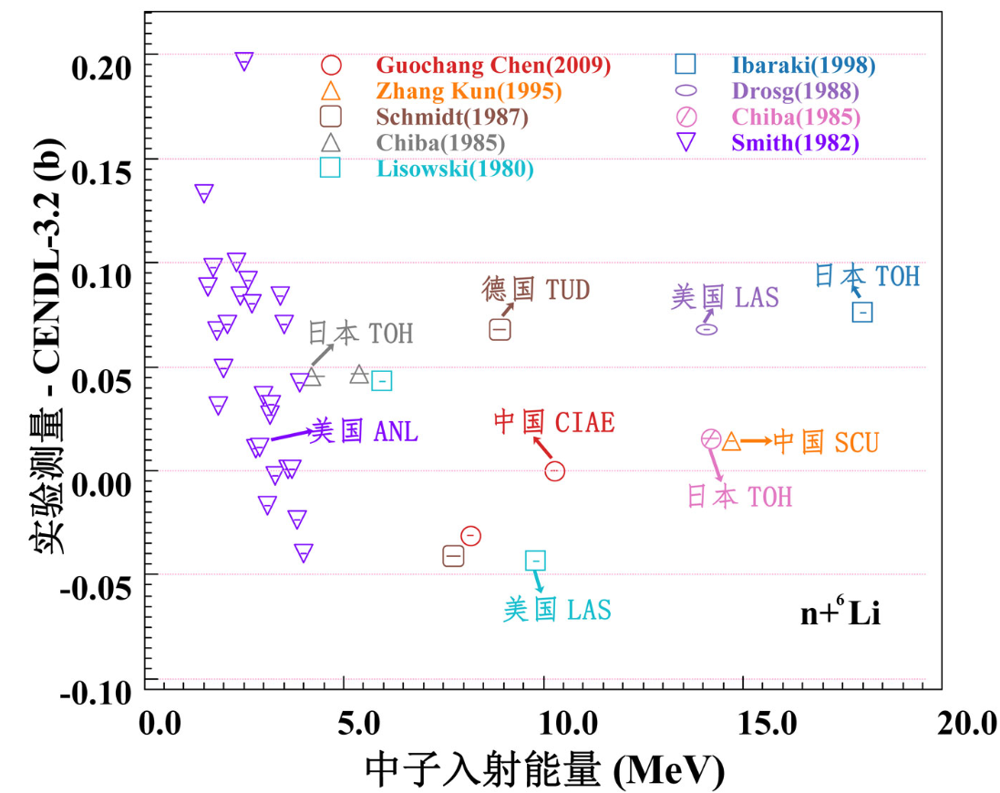 0.20
0.15
0.10
0.05
0.00
-0.05
-0.10
实验测量 - CENDL-3.2 (b)
Guochang Chen(2009)
Zhang Kun(1995)
Schmidt(1987)
Chiba(1985)
Lisowski(1980)
Ibaraki(1998)
Drosg(1988)
Chiba(1985)
Smith(1982)
日本 TOH
德国 TUD
美国 LAS
日本 TOH
美国 ANL
中国 CIAE
中国 SCU
日本 TOH
美国 LAS
n+⁶Li
0.0 5.0 10.0 15.0 20.0
中子入射能量 (MeV)